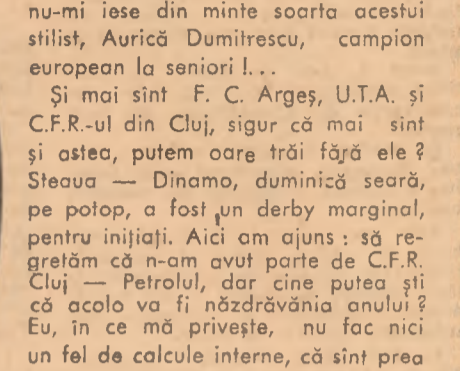 nu-mi iese din minte soarta acestui
stilist, Aurică Dumitrescu, campion
european la seniori !...
Și mai sînt F. C. Argeș, U.T.A. și
C.F.R.-ul din Cluj, sigur că mai sint
și astea, putem oare trăi fără ele ?
Steaua — Dinamo, duminică seară,
pe potop, a fost un derby marginal,
pentru inițiați. Aici am ajuns : să re-
gretăm că n-am avut parte de C.F.R.
Cluj — Petrolul, dar cine putea ști
că acolo va fi năzdrăvănia anului ?
Eu, în ce mă privește, nu fac nici
un fel de calcule interne, că sînt prea